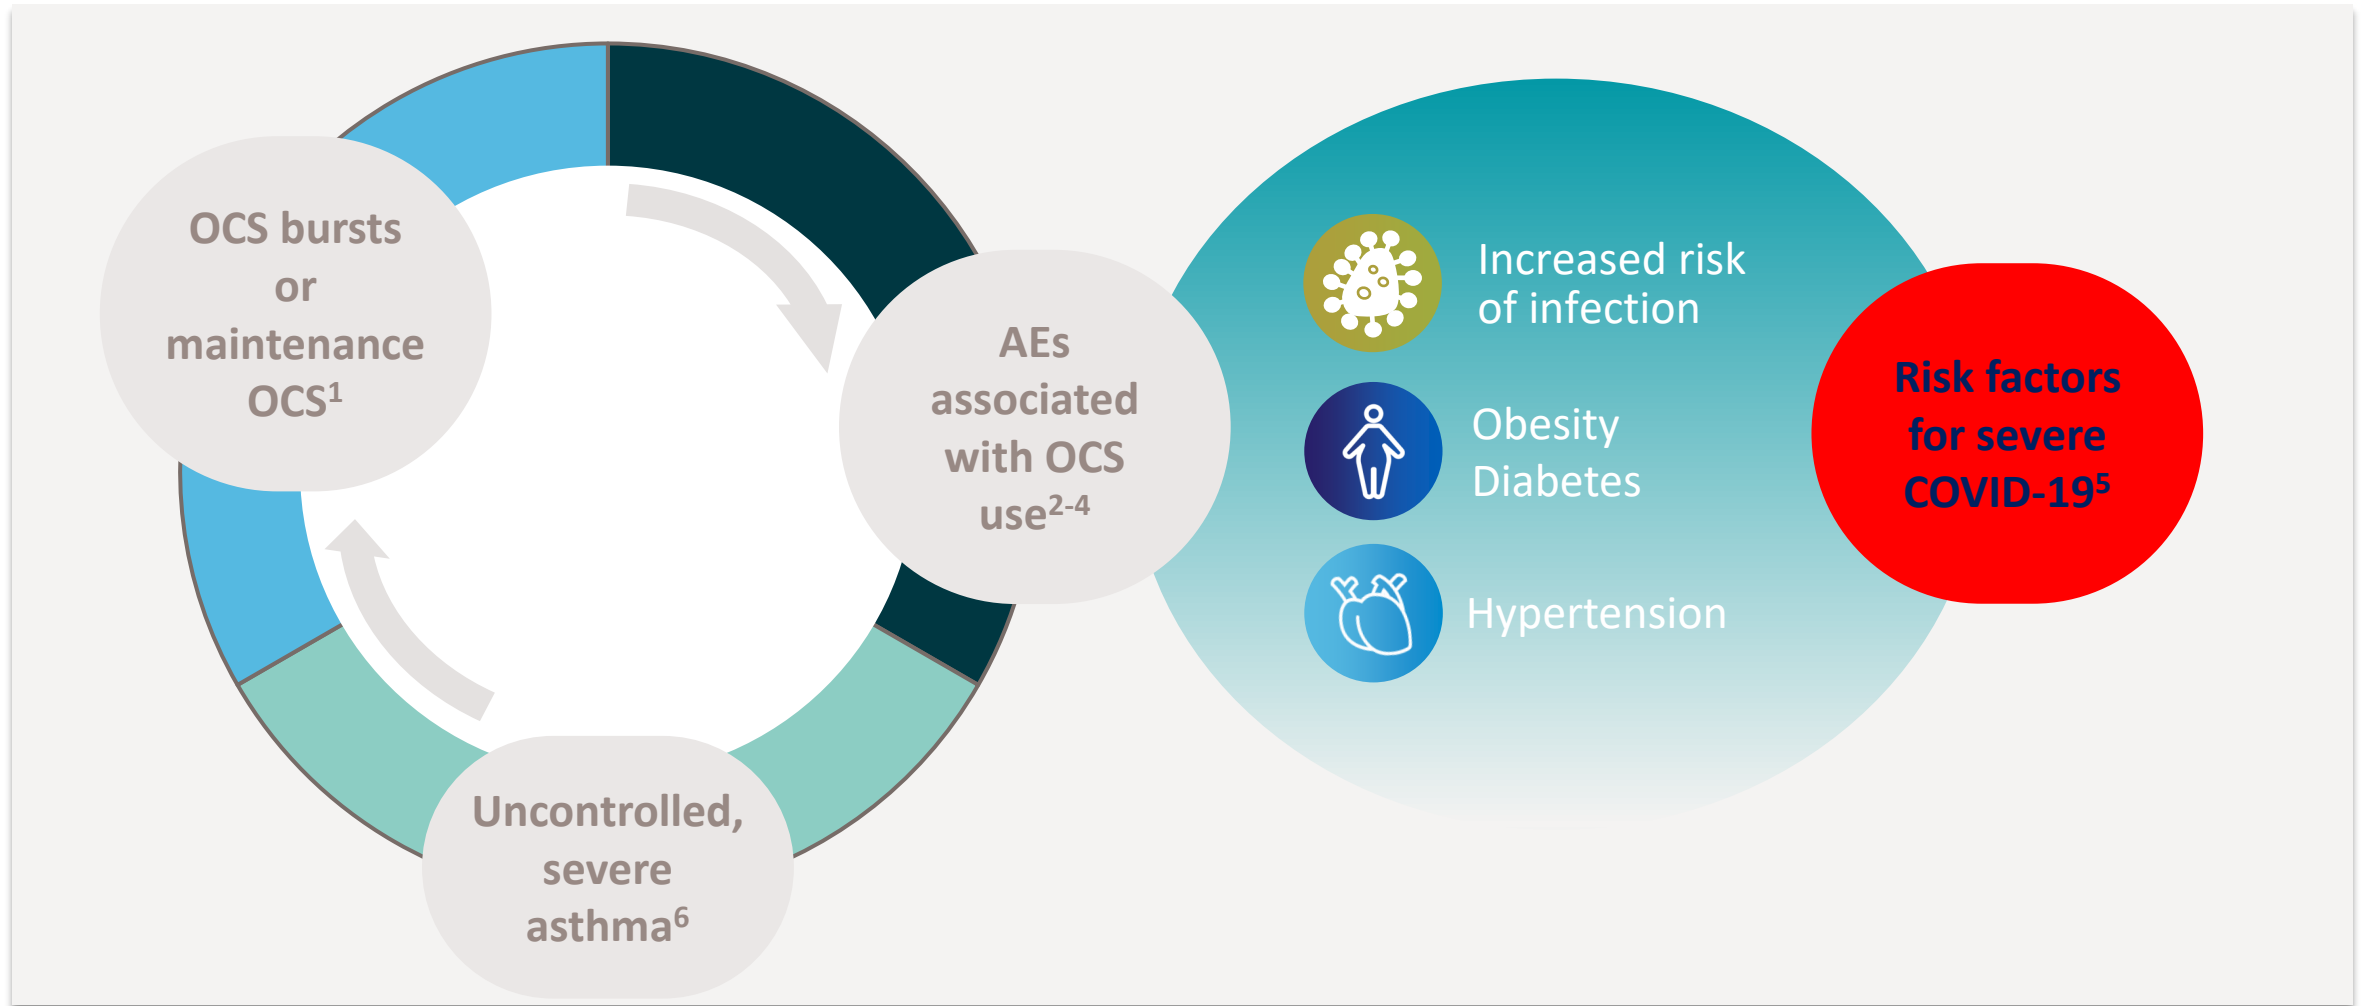 OCS bursts
or
maintenance
OCS¹
AEs
associated
with OCS
use²⁻⁴
Uncontrolled,
severe
asthma⁶
Increased risk
of infection
Obesity
Diabetes
Hypertension
Risk factors
for severe
COVID-19⁵